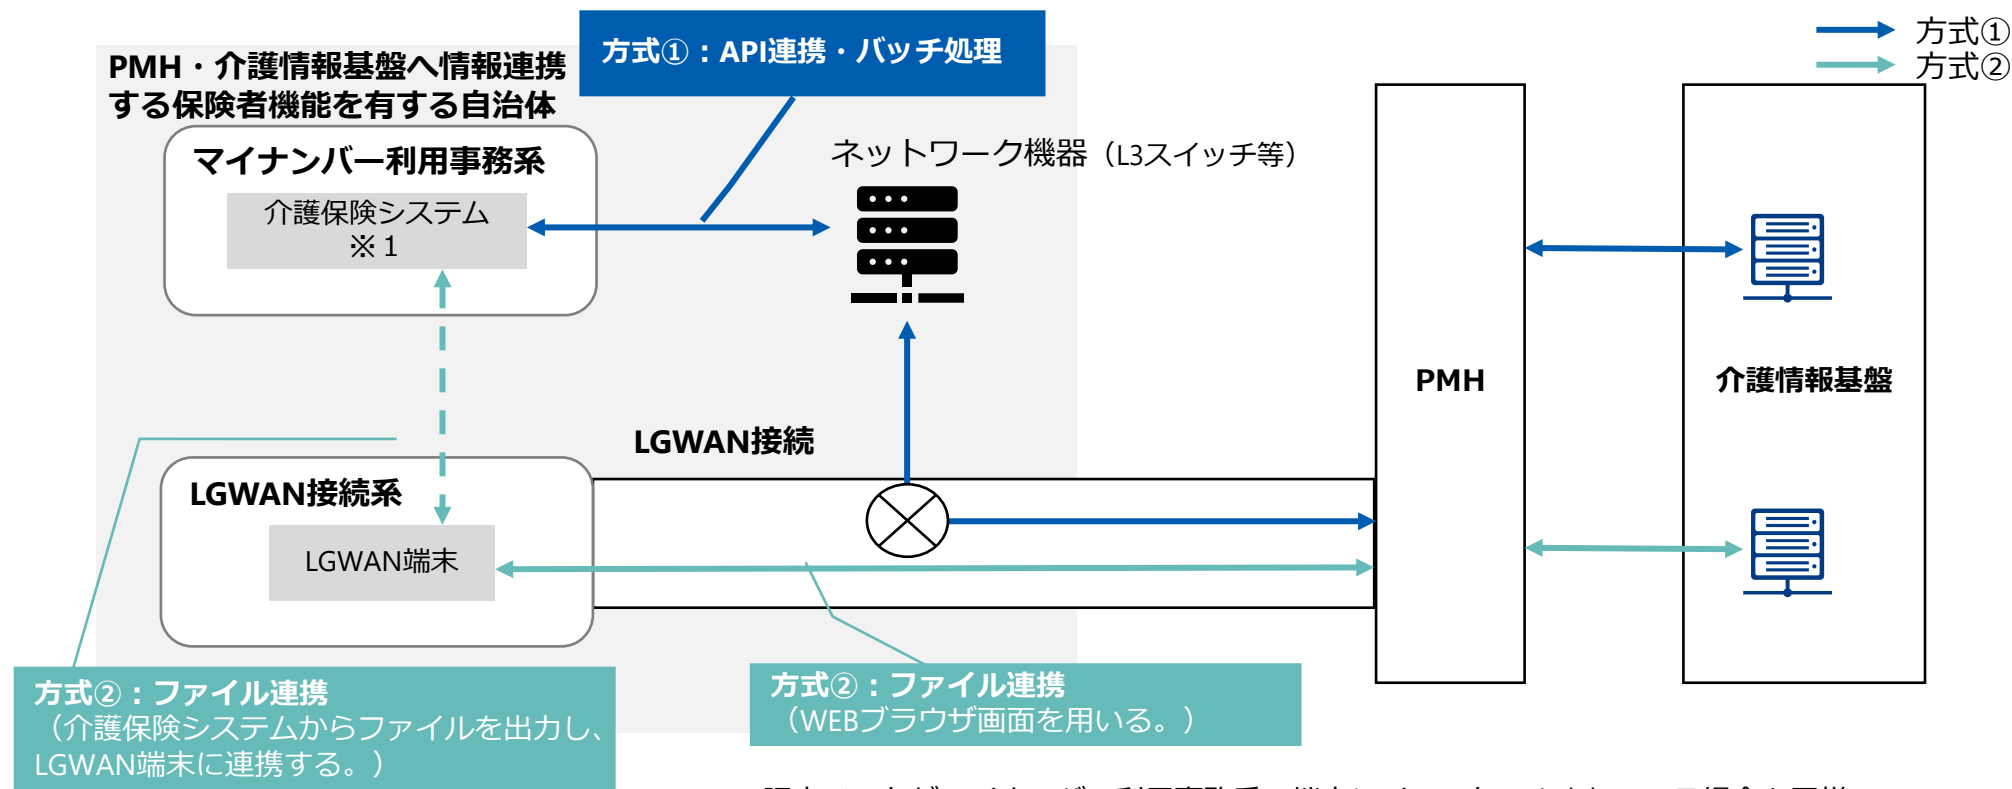 方式①
方式②
方式①：API連携・バッチ処理
PMH・介護情報基盤へ情報連携
する保険者機能を有する自治体
マイナンバー利用事務系
介護保険システム
※１
ネットワーク機器（L3スイッチ等）
PMH
介護情報基盤
LGWAN接続
LGWAN接続系
LGWAN端末
方式②：ファイル連携
（介護保険システムからファイルを出力し、
LGWAN端末に連携する。）
方式②：ファイル連携
（WEBブラウザ画面を用いる。）